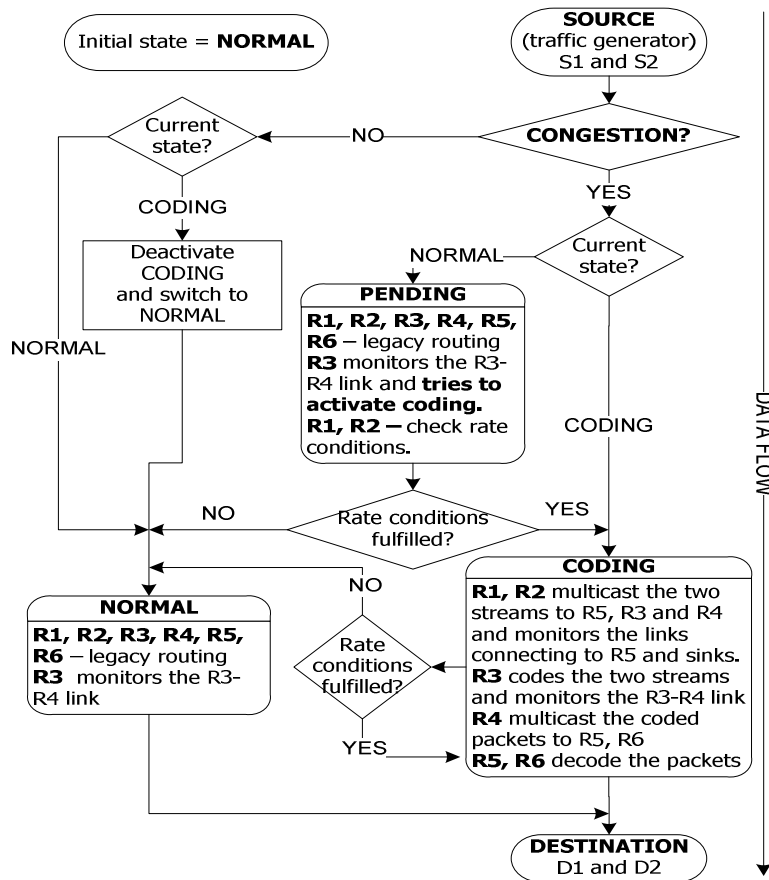 Initial state = NORMAL
SOURCE
(traffic generator)
S1 and S2
Current
state?
NO
CONGESTION?
CODING
YES
Deactivate
CODING
and switch to
NORMAL
NORMAL
Current
state?
NORMAL
PENDING
R1, R2, R3, R4, R5,
R6 – legacy routing
R3 monitors the R3-
R4 link and tries to
activate coding.
R1, R2 – check rate
conditions.
CODING
DATA FLOW
NO
Rate conditions
fulfilled?
YES
NO
NORMAL
R1, R2, R3, R4, R5,
R6 – legacy routing
R3 monitors the R3-
R4 link
Rate
conditions
fulfilled?
YES
CODING
R1, R2 multicast the two
streams to R5, R3 and R4
and monitors the links
connecting to R5 and sinks.
R3 codes the two streams
and monitors the R3-R4 link
R4 multicast the coded
packets to R5, R6
R5, R6 decode the packets
DESTINATION
D1 and D2